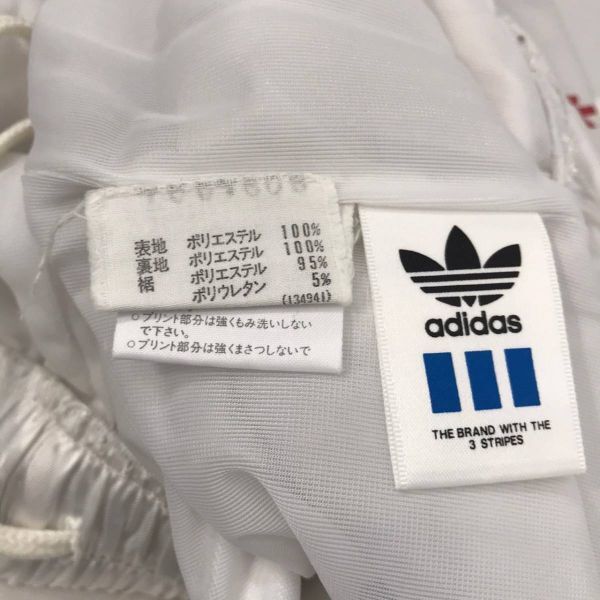 表地 ポリエステル 100%
裏地 ポリエステル 100%
裾 ポリエステル 95%
ポリウレタン 5%
(134941)
○プリント部分は強くもみ洗いしない
で下さい。
○プリント部分は強くまさつしないで
adidas
THE BRAND WITH THE
3 STRIPES